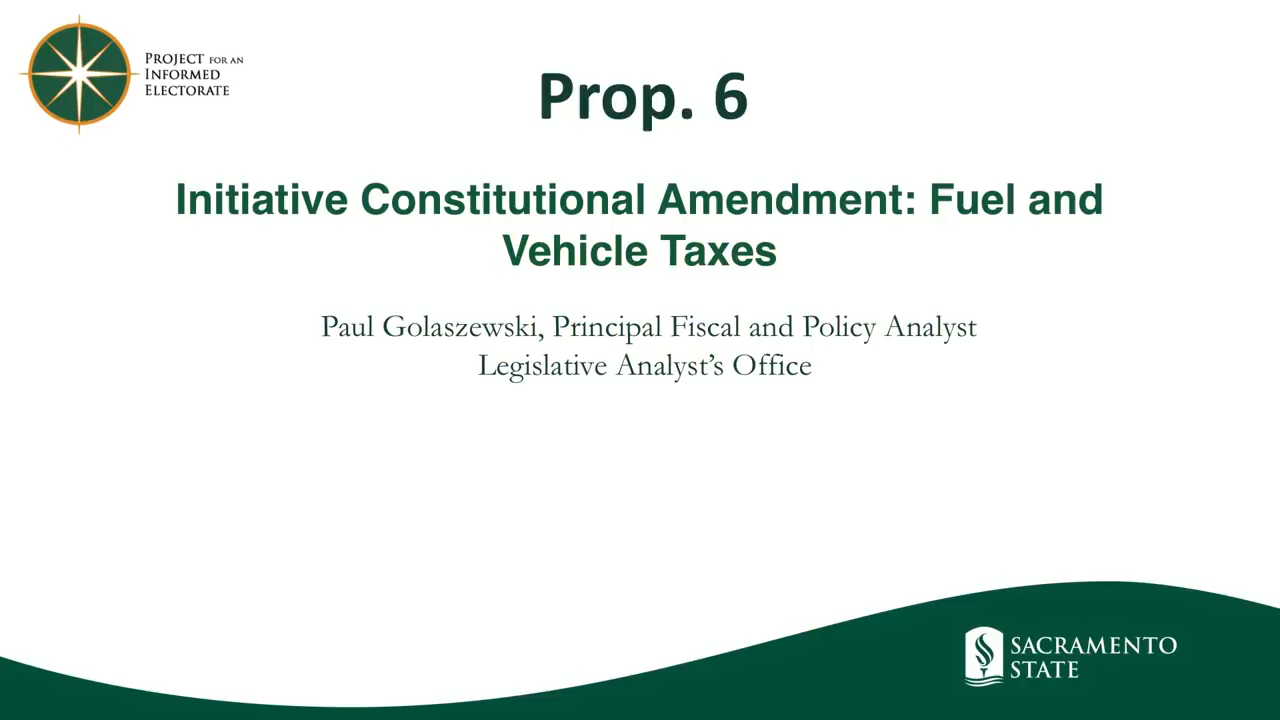 PROJECT FOR AN
INFORMED
ELECTORATE
Prop. 6
Initiative Constitutional Amendment: Fuel and
Vehicle Taxes
Paul Golaszewski, Principal Fiscal and Policy Analyst
Legislative Analyst’s Office
SACRAMENTO
STATE